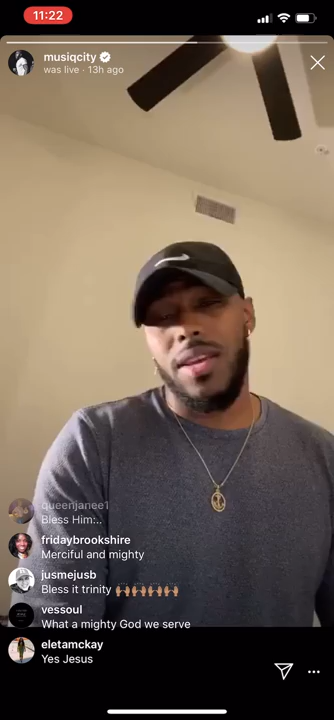 11:22
musiqcity
was live · 13h ago
queenjanee1
Bless Him:..
fridaybrookshire
Merciful and mighty
jusmejusb
Bless it trinity 🙌🏽🙌🏽🙌🏽🙌🏽
vessoul
What a mighty God we serve
eletamckay
Yes Jesus